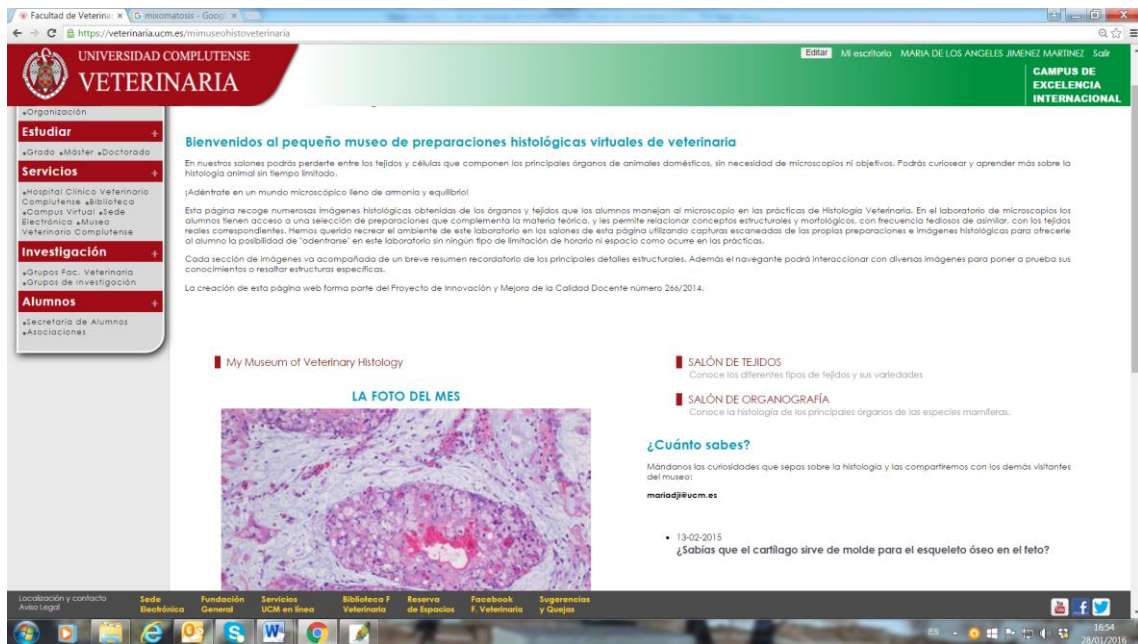 Facultad de Veterina
mixomatosis - Googl
https://veterinaria.ucm.es/mimuseohistoveterinaria
UNIVERSIDAD COMPLUTENSE
VETERINARIA
Editar Mi escritorio MARIA DE LOS ANGELES JIMENEZ MARTINEZ Salir
CAMPUS DE
EXCELENCIA
INTERNACIONAL
Organización
Estudiar +
Grado Máster Doctorado
Servicios +
Hospital Clínico Veterinario
Complutense Biblioteca
Campus Virtual Sede
Electrónica Museo
Veterinario Complutense
Investigación +
Grupos Fac. Veterinaria
Grupos de Investigación
Alumnos +
Secretaría de Alumnos
Asociaciones
Bienvenidos al pequeño museo de preparaciones histológicas virtuales de veterinaria
En nuestros salones podrás perderte entre los tejidos y células que componen los principales órganos de animales domésticos, sin necesidad de microscopios ni objetivos. Podrás curiosear y aprender más sobre la
histología animal sin tiempo limitado.
¡Adéntrate en un mundo microscópico lleno de armonía y equilibrio!
Esta página recoge numerosas imágenes histológicas obtenidas de los órganos y tejidos que los alumnos manejan al microscopio en las prácticas de Histología Veterinaria. En el laboratorio de microscopios los
alumnos tienen acceso a una selección de preparaciones que complementa la materia teórica, y les permite relacionar conceptos estructurales y morfológicos, con frecuencia tediosos de asimilar, con los tejidos
reales correspondientes. Hemos querido recrear el ambiente de este laboratorio en los salones de esta página utilizando capturas escaneadas de las propias preparaciones e imágenes histológicas para ofrecerle
al alumno la posibilidad de "adentrarse" en este laboratorio sin ningún tipo de limitación de horario ni espacio como ocurre en las prácticas.
Cada sección de imágenes va acompañada de un breve resumen recordatorio de los principales detalles estructurales. Además el navegante podrá interaccionar con diversas imágenes para poner a prueba sus
conocimientos o resaltar estructuras específicas.
La creación de esta página web forma parte del Proyecto de Innovación y Mejora de la Calidad Docente número 266/2014.
My Museum of Veterinary Histology
LA FOTO DEL MES
SALÓN DE TEJIDOS
Conoce los diferentes tipos de tejidos y sus variedades
SALÓN DE ORGANOGRAFÍA
Conoce la histología de los principales órganos de las especies mamíferas.
¿Cuánto sabes?
Mándanos las curiosidades que sepas sobre la histología y las compartiremos con los demás visitantes
del museo:
mariadji@ucm.es
13-02-2015
¿Sabías que el cartílago sirve de molde para el esqueleto óseo en el feto?
Localización y contacto
Aviso Legal
Sede
Electrónica
Fundación
General
Servicios
UCM en línea
Biblioteca F
Veterinaria
Reserva
de Espacios
Facebook
F. Veterinaria
Sugerencias
y Quejas
ES
16:54
28/01/2016